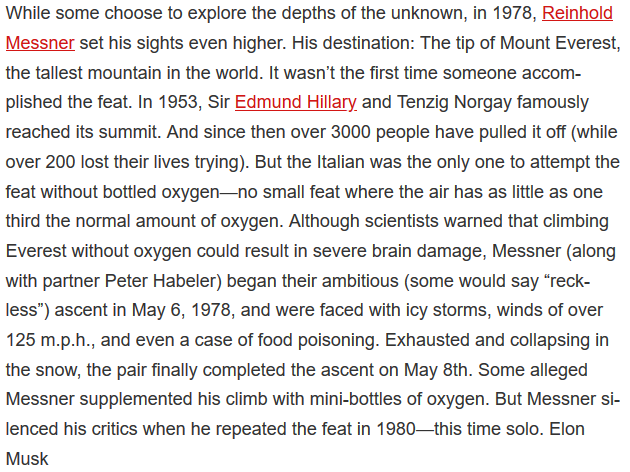 While some choose to explore the depths of the unknown, in 1978, Reinhold
Messner set his sights even higher. His destination: The tip of Mount Everest,
the tallest mountain in the world. It wasn’t the first time someone accom-
plished the feat. In 1953, Sir Edmund Hillary and Tenzig Norgay famously
reached its summit. And since then over 3000 people have pulled it off (while
over 200 lost their lives trying). But the Italian was the only one to attempt the
feat without bottled oxygen—no small feat where the air has as little as one
third the normal amount of oxygen. Although scientists warned that climbing
Everest without oxygen could result in severe brain damage, Messner (along
with partner Peter Habeler) began their ambitious (some would say “reck-
less”) ascent in May 6, 1978, and were faced with icy storms, winds of over
125 m.p.h., and even a case of food poisoning. Exhausted and collapsing in
the snow, the pair finally completed the ascent on May 8th. Some alleged
Messner supplemented his climb with mini-bottles of oxygen. But Messner si-
lenced his critics when he repeated the feat in 1980—this time solo. Elon
Musk